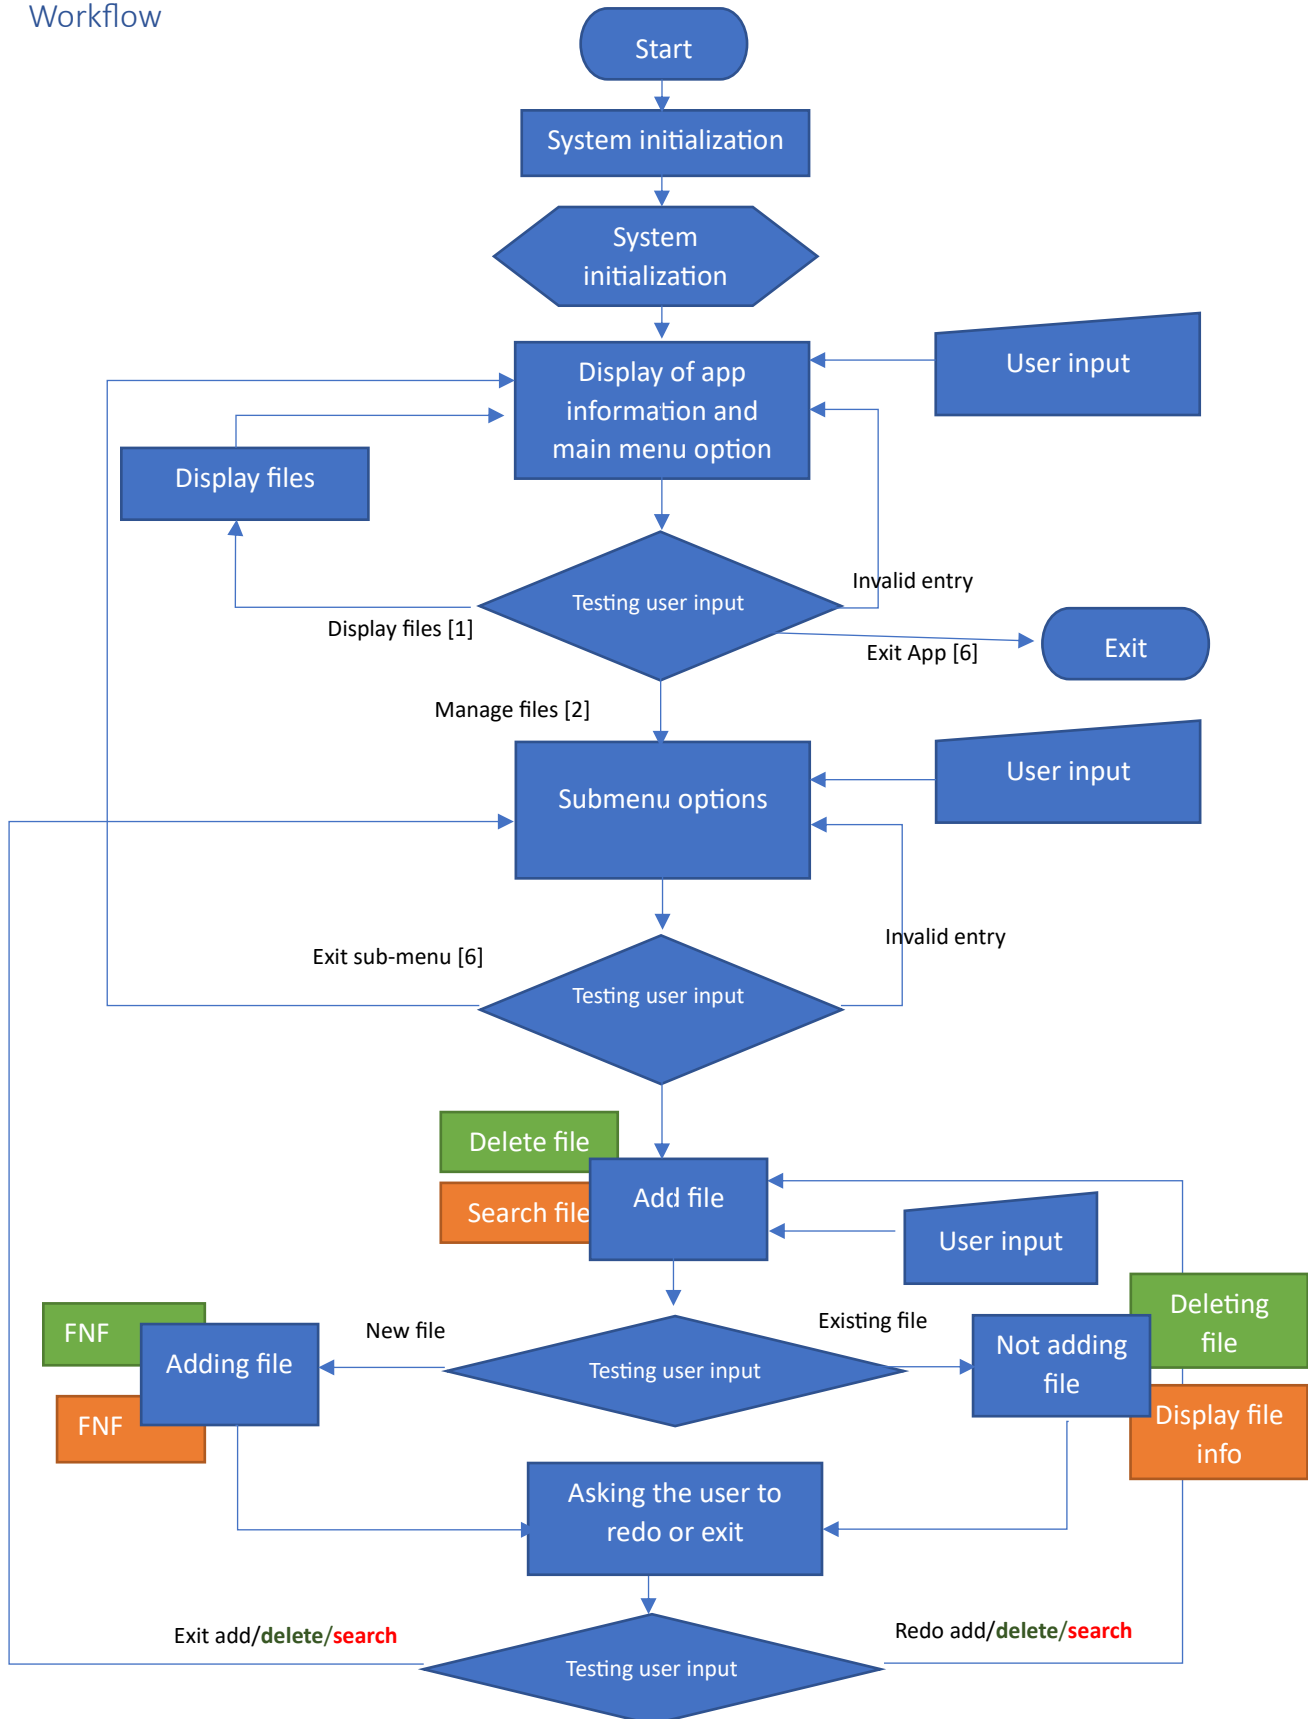 Workflow
Start
System initialization
System
initialization
Display of app
information and
main menu option
User input
Display files
Testing user input
Invalid entry
Display files [1]
Exit App [6]
Exit
Manage files [2]
User input
Submenu options
Invalid entry
Exit sub-menu [6]
Testing user input
Delete file
Add file
Search file
User input
Deleting
file
FNF
New file
Existing file
Adding file
Testing user input
Not adding
file
FNF
Display file
info
Asking the user to
redo or exit
Exit add/delete/search
Redo add/delete/search
Testing user input